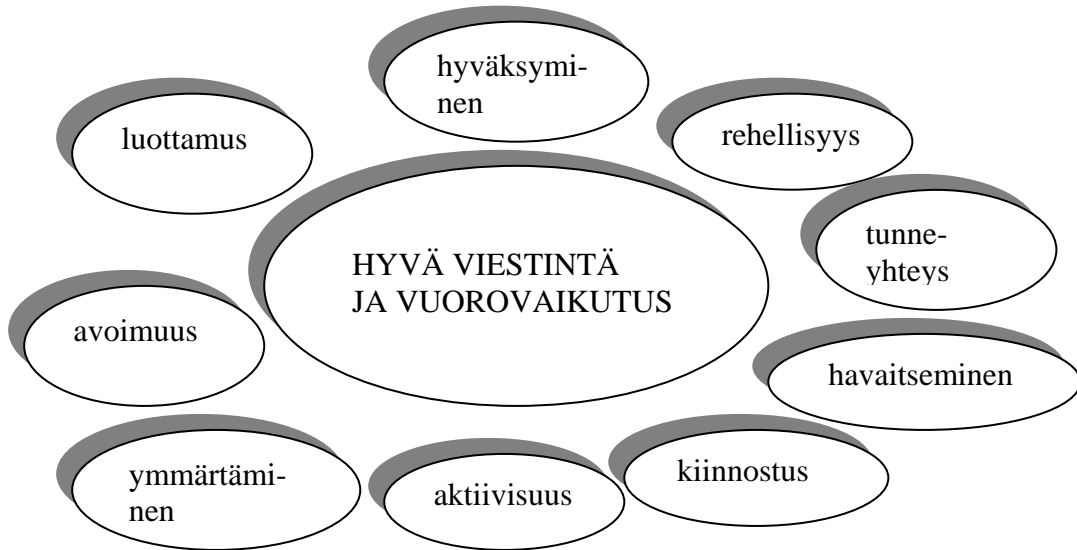 hyväksymi-
nen
luottamus
rehellisyys
tunne-
yhteys
HYVÄ VIESTINTÄ
JA VUOROVAIKUTUS
avoimuus
havaitseminen
ymmärtämi-
nen
aktiivisuus
kiinnostus